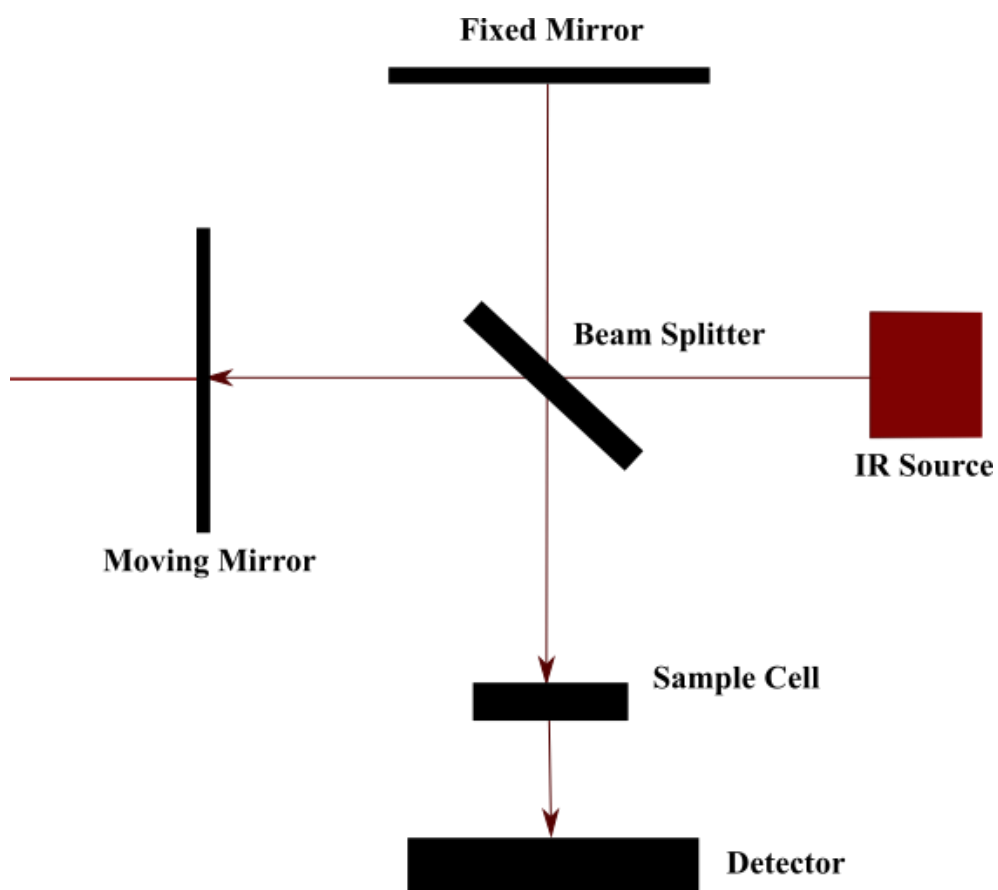 Fixed Mirror
Beam Splitter
IR Source
Moving Mirror
Sample Cell
Detector